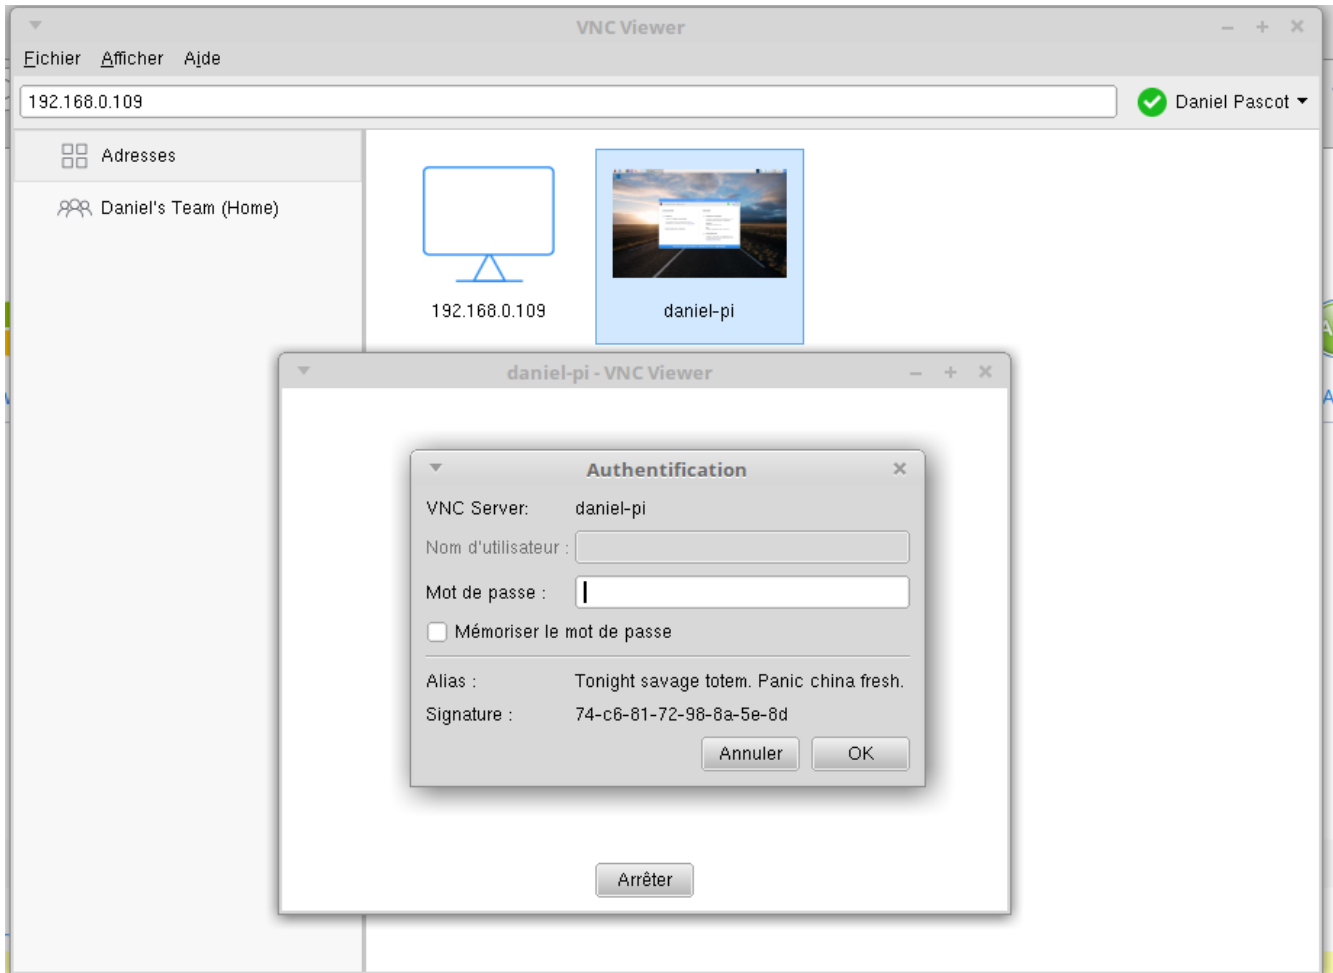 VNC Viewer
Fichier Afficher Aide
192.168.0.109
Daniel Pascot
Adresses
Daniel's Team (Home)
192.168.0.109
daniel-pi
daniel-pi - VNC Viewer
Authentification
VNC Server: daniel-pi
Nom d'utilisateur :
Mot de passe :
Mémoriser le mot de passe
Alias : Tonight savage totem. Panic china fresh.
Signature : 74-c6-81-72-98-8a-5e-8d
Annuler OK
Arrêter